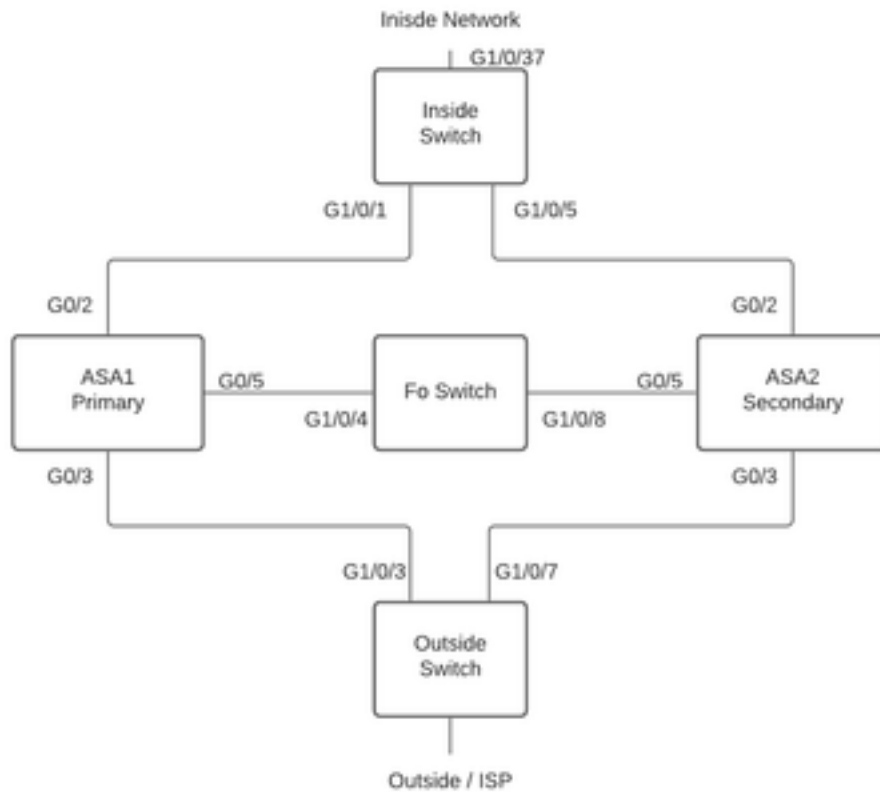 Inisde Network
G1/0/37
Inside
Switch
G1/0/1
G1/0/5
G0/2
G0/2
ASA1
Primary
G0/5
Fo Switch
G0/5
ASA2
Secondary
G1/0/4
G1/0/8
G0/3
G0/3
G1/0/3
G1/0/7
Outside
Switch
Outside / ISP